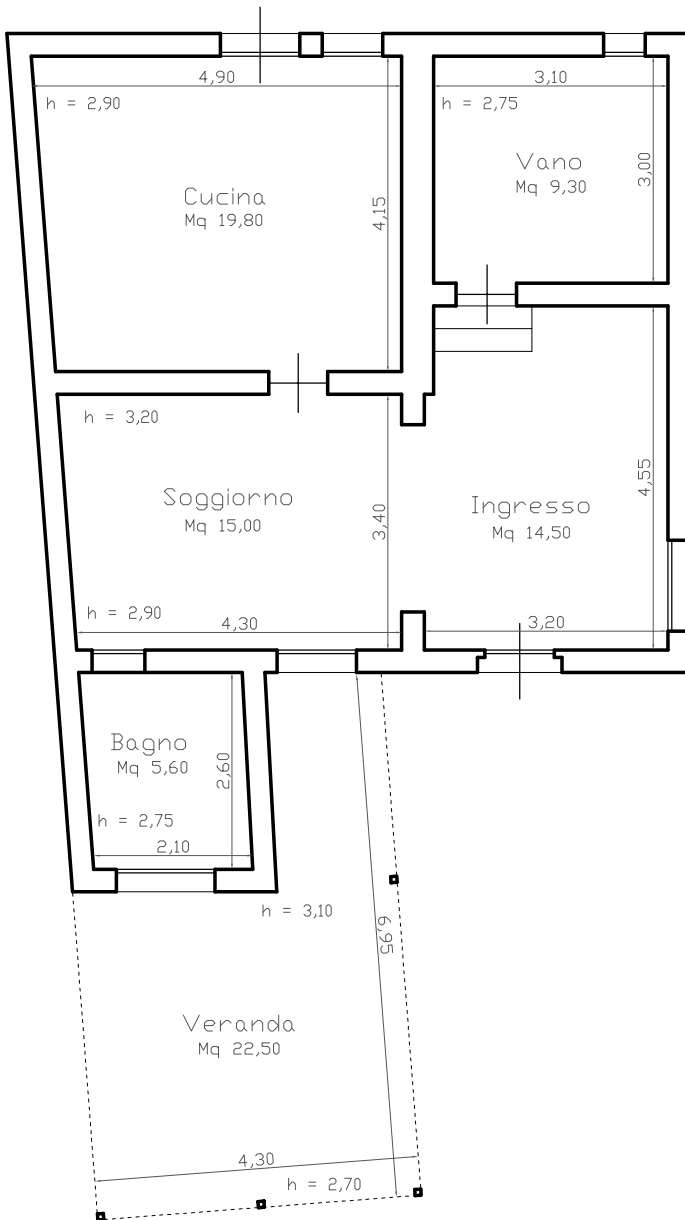 4,90
h = 2,90
Cucina
Mq 19,80
4,15
3,10
h = 2,75
Vano
Mq 9,30
3,00
h = 3,20
Soggiorno
Mq 15,00
3,40
h = 2,90
4,30
Ingresso
Mq 14,50
4,55
3,20
Bagno
Mq 5,60
2,60
h = 2,75
2,10
h = 3,10
6,95
Veranda
Mq 22,50
4,30
h = 2,70